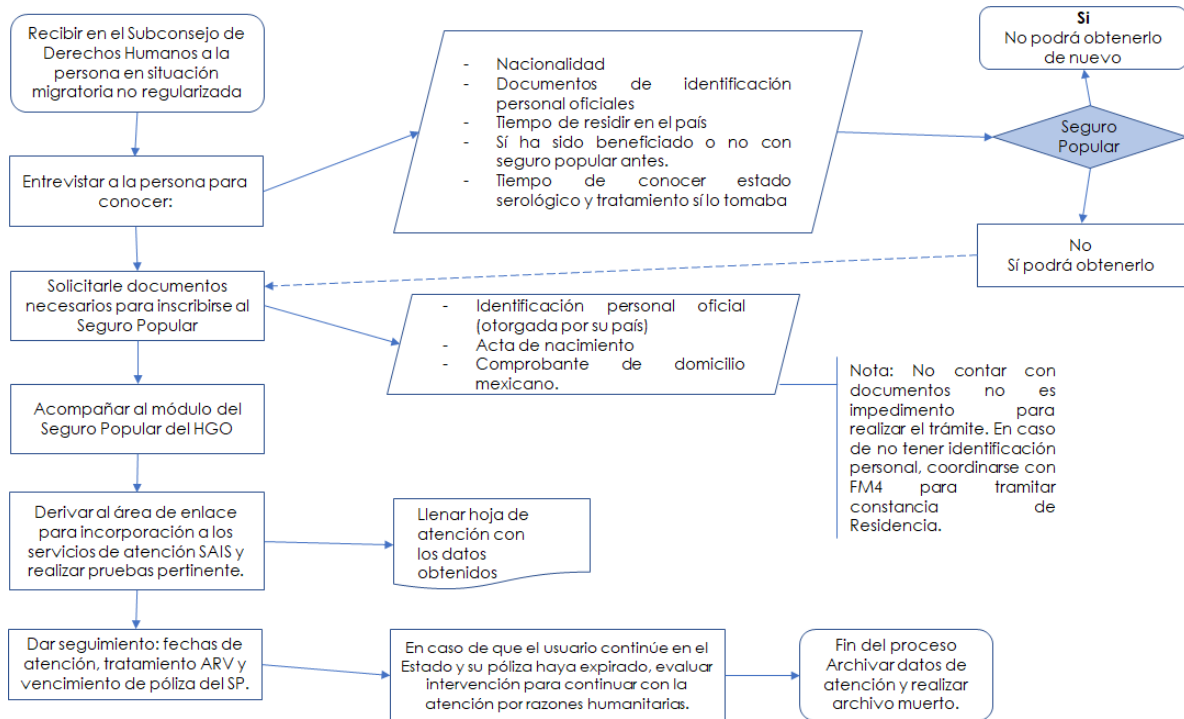 Recibir en el Subconsejo de
Derechos Humanos a la
persona en situación
migratoria no regularizada
Entrevistar a la persona para
conocer:
- Nacionalidad
- Documentos de identificación
personal oficiales
- Tiempo de residir en el país
- Sí ha sido beneficiado o no con
seguro popular antes.
- Tiempo de conocer estado
serológico y tratamiento sí lo tomaba
Si
No podrá obtenerlo
de nuevo
Seguro
Popular
No
Sí podrá obtenerlo
Solicitarle documentos
necesarios para inscribirse al
Seguro Popular
- Identificación personal oficial
(otorgada por su país)
- Acta de nacimiento
- Comprobante de domicilio
mexicano.
Nota: No contar con
documentos no es
impedimento para
realizar el trámite. En caso
de no tener identificación
personal, coordinarse con
FM4 para tramitar
constancia de
Residencia.
Acompañar al módulo del
Seguro Popular del HGO
Derivar al área de enlace
para incorporación a los
servicios de atención SAIS y
realizar pruebas pertinente.
Llenar hoja de
atención con
los datos
obtenidos
Dar seguimiento: fechas de
atención, tratamiento ARV y
vencimiento de póliza del SP.
En caso de que el usuario continúe en el
Estado y su póliza haya expirado, evaluar
intervención para continuar con la
atención por razones humanitarias.
Fin del proceso
Archivar datos de
atención y realizar
archivo muerto.